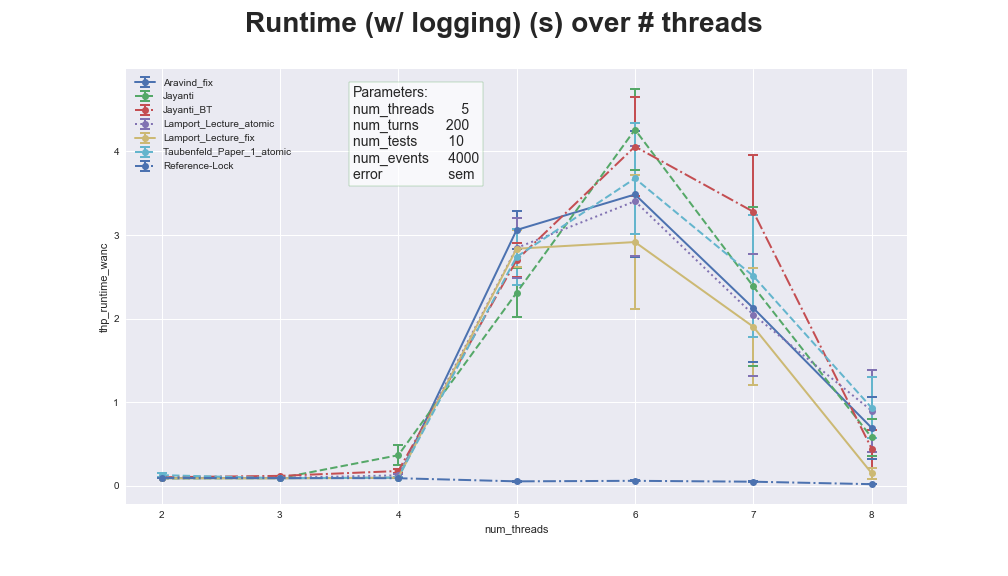 Runtime (w/ logging) (s) over # threads
Aravind_fix
Jayanti
Jayanti_BT
Lamport_Lecture_atomic
Lamport_Lecture_fix
Taubenfeld_Paper_1_atomic
Reference-Lock
Parameters:
num_threads 5
num_turns 200
num_tests 10
num_events 4000
error sem
thp_runtime_wanc
4
3
2
1
0
2 3 4 5 6 7 8
num_threads